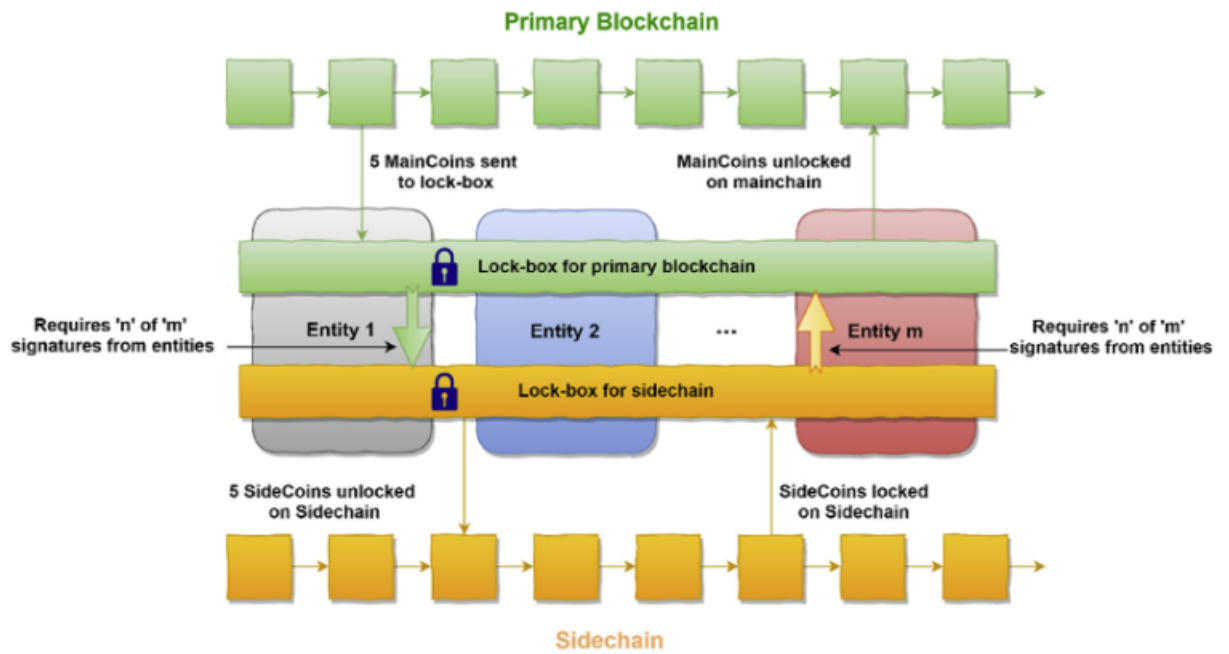 Primary Blockchain
5 MainCoins sent
to lock-box
MainCoins unlocked
on mainchain
Lock-box for primary blockchain
Requires 'n' of 'm'
signatures from entities
Entity 1
Entity 2
...
Entity m
Requires 'n' of 'm'
signatures from entities
Lock-box for sidechain
5 SideCoins unlocked
on Sidechain
SideCoins locked
on Sidechain
Sidechain